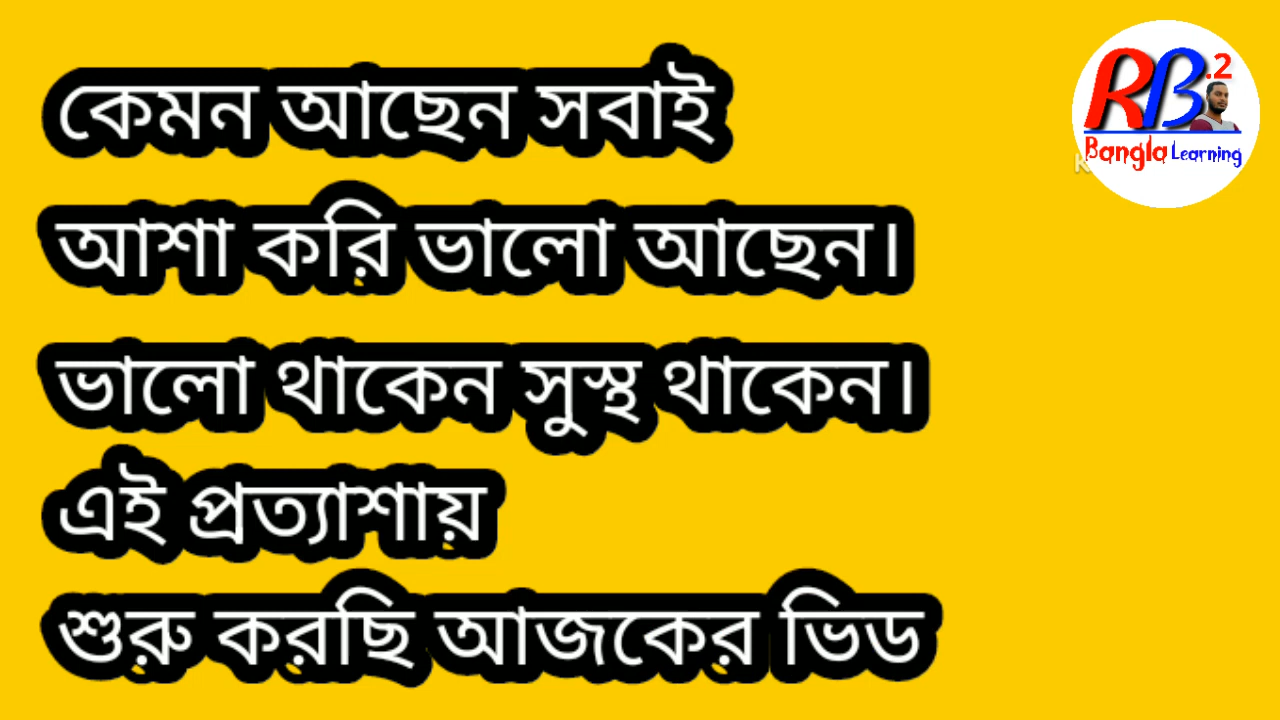 কেমন আছেন সবাই
আশা করি ভালো আছেন।
ভালো থাকেন সুস্থ থাকেন।
এই প্রত্যাশায়
শুরু করছি আজকের ভিড
RB.2
Bangla Learning